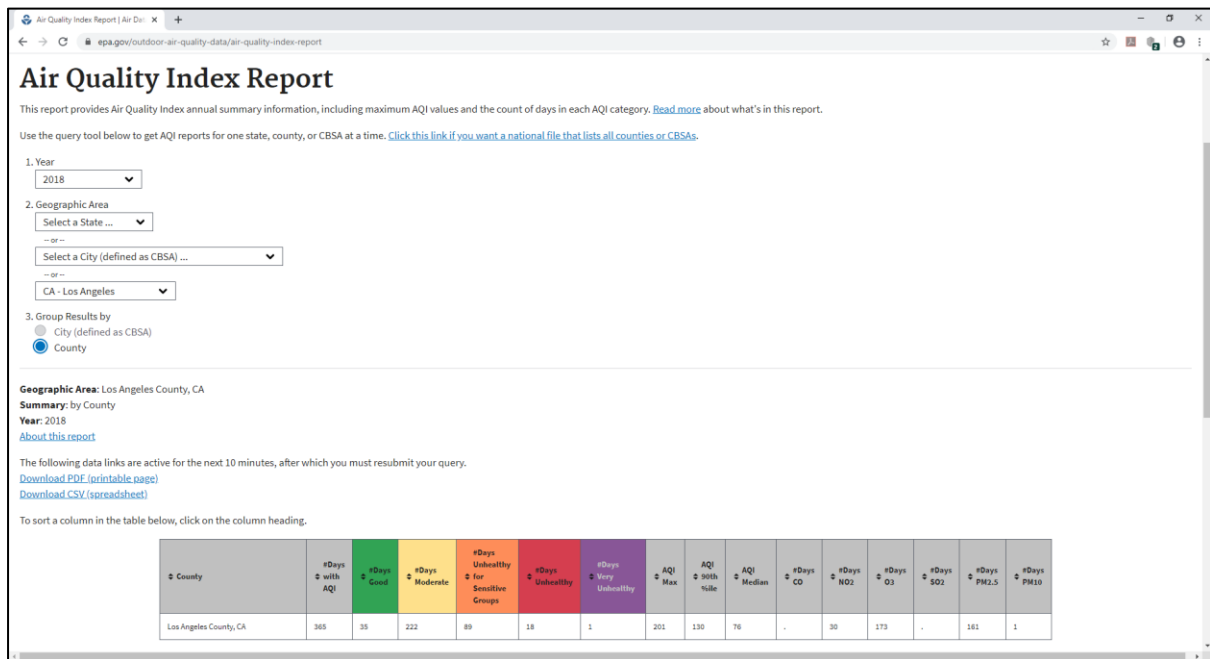 Air Quality Index Report | Air Dat
epa.gov/outdoor-air-quality-data/air-quality-index-report
Air Quality Index Report
This report provides Air Quality Index annual summary information, including maximum AQI values and the count of days in each AQI category. Read more about what's in this report.
Use the query tool below to get AQI reports for one state, county, or CBSA at a time. Click this link if you want a national file that lists all counties or CBSAs.
1. Year
2018
2. Geographic Area
Select a State ...
-- or --
Select a City (defined as CBSA) ...
-- or --
CA - Los Angeles
3. Group Results by
City (defined as CBSA)
County
Geographic Area: Los Angeles County, CA
Summary: by County
Year: 2018
About this report
The following data links are active for the next 10 minutes, after which you must resubmit your query.
Download PDF (printable page)
Download CSV (spreadsheet)
To sort a column in the table below, click on the column heading.
County #Days with AQI #Days Good #Days Moderate #Days Unhealthy for Sensitive Groups #Days Unhealthy #Days Very Unhealthy AQI Max AQI 90th %ile AQI Median #Days CO #Days NO2 #Days O3 #Days SO2 #Days PM2.5 #Days PM10
Los Angeles County, CA 365 35 222 89 18 1 201 130 76 . 30 173 . 161 1